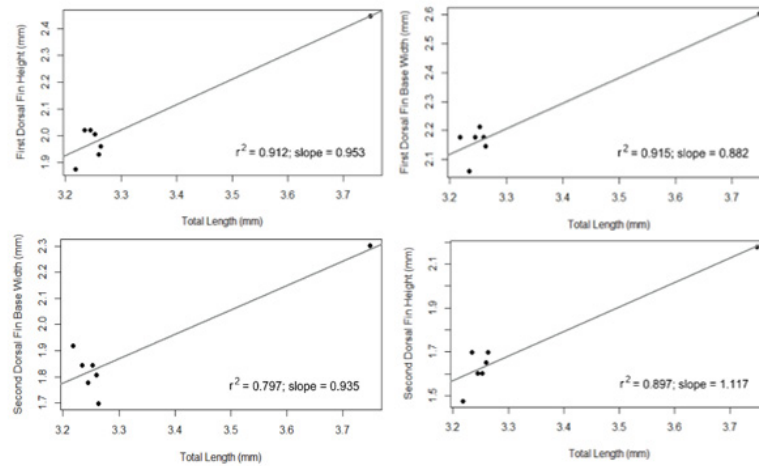 First Dorsal Fin Height (mm)
2.4
2.3
2.2
2.1
2.0
1.9
r² = 0.912; slope = 0.953
3.2 3.3 3.4 3.5 3.6 3.7
Total Length (mm)
First Dorsal Fin Base Width (mm)
2.6
2.5
2.4
2.3
2.2
2.1
r² = 0.915; slope = 0.882
3.2 3.3 3.4 3.5 3.6 3.7
Total Length (mm)
Second Dorsal Fin Base Width (mm)
2.3
2.2
2.1
2.0
1.9
1.8
1.7
r² = 0.797; slope = 0.935
3.2 3.3 3.4 3.5 3.6 3.7
Total Length (mm)
Second Dorsal Fin Height (mm)
2.1
1.9
1.7
1.5
r² = 0.897; slope = 1.117
3.2 3.3 3.4 3.5 3.6 3.7
Total Length (mm)